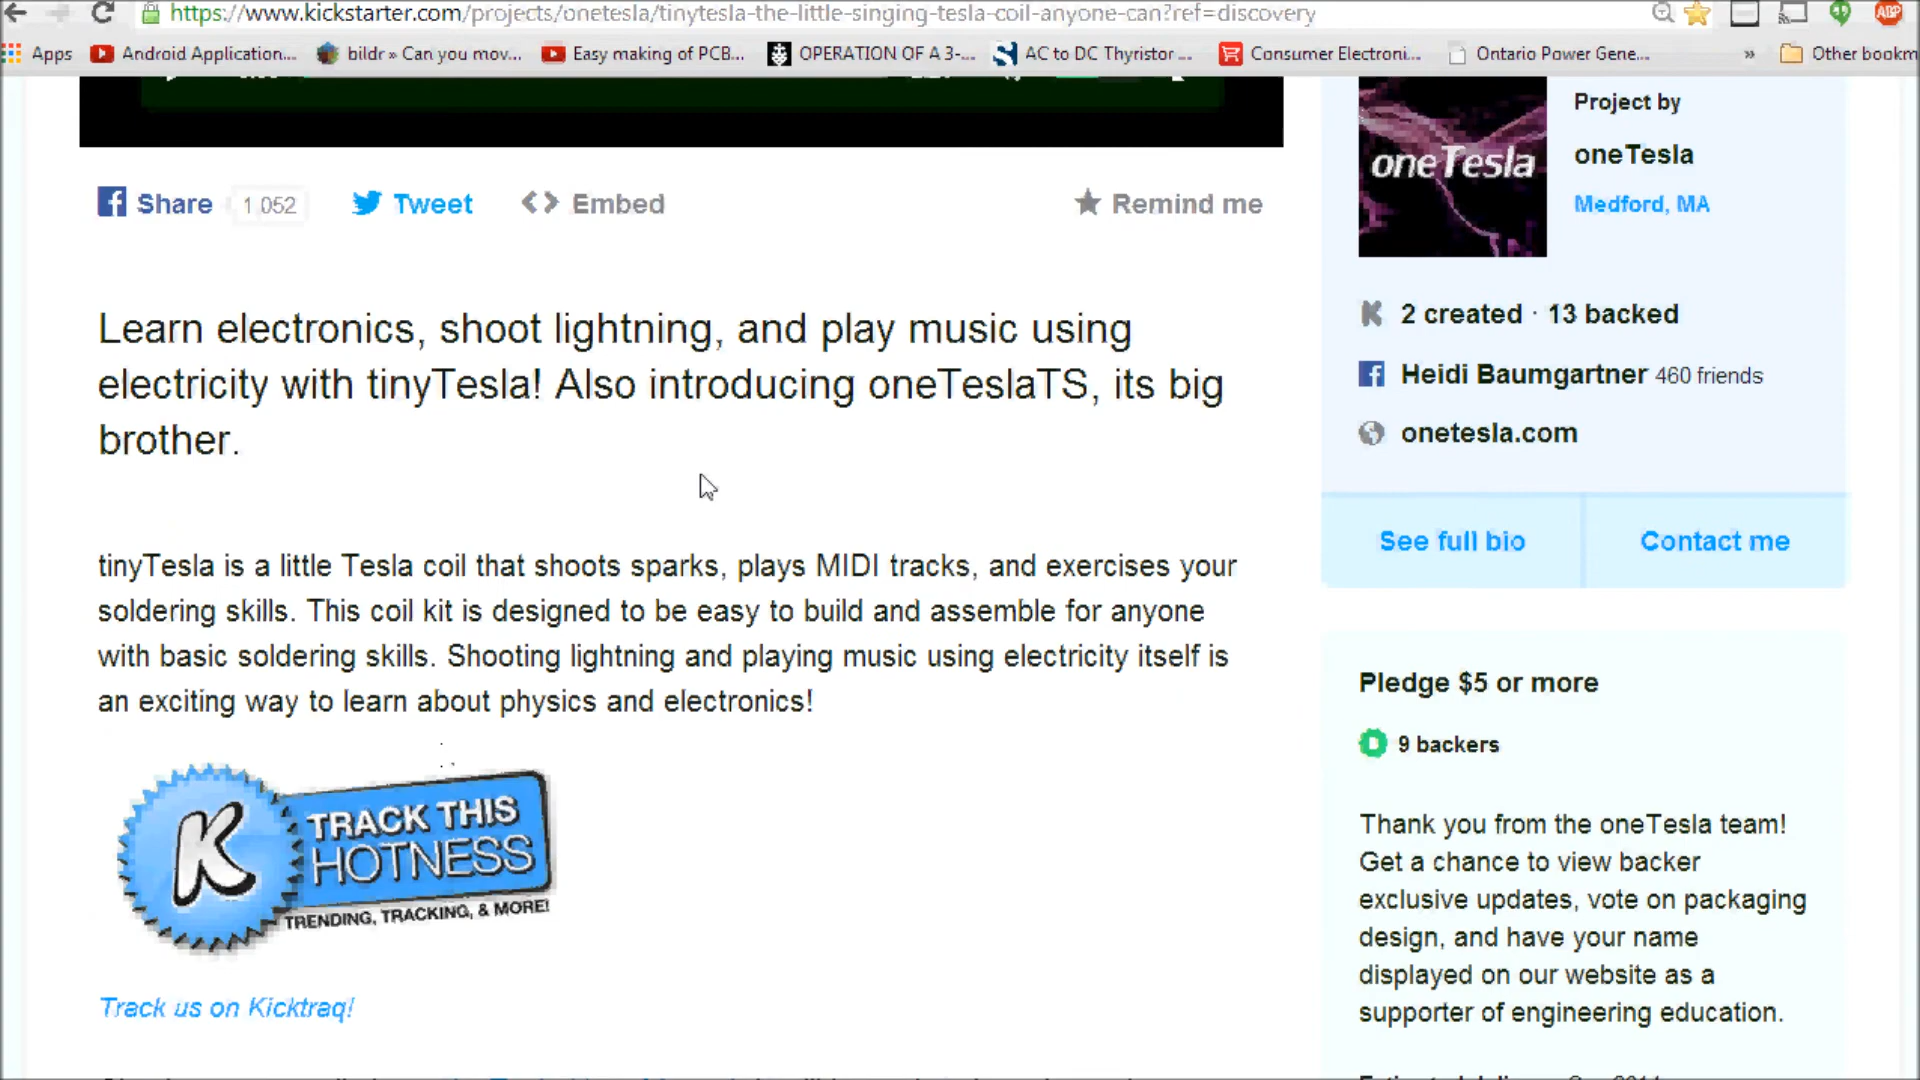 https://www.kickstarter.com/projects/onetesla/tinytesla-the-little-singing-tesla-coil-anyone-can?ref=discovery
ABP
Apps
Android Application...
bildr » Can you mov...
Easy making of PCB...
OPERATION OF A 3-...
AC to DC Thyristor ...
Consumer Electroni...
Ontario Power Gene...
»
Other bookm
Share
1 052
Tweet
Embed
Remind me
Learn electronics, shoot lightning, and play music using
electricity with tinyTesla! Also introducing oneTeslaTS, its big
brother.
tinyTesla is a little Tesla coil that shoots sparks, plays MIDI tracks, and exercises your
soldering skills. This coil kit is designed to be easy to build and assemble for anyone
with basic soldering skills. Shooting lightning and playing music using electricity itself is
an exciting way to learn about physics and electronics!
K
TRACK THIS
HOTNESS
TRENDING, TRACKING, & MORE!
Track us on Kicktraq!
oneTesla
Project by
oneTesla
Medford, MA
2 created · 13 backed
Heidi Baumgartner 460 friends
onetesla.com
See full bio
Contact me
Pledge $5 or more
9 backers
Thank you from the oneTesla team!
Get a chance to view backer
exclusive updates, vote on packaging
design, and have your name
displayed on our website as a
supporter of engineering education.